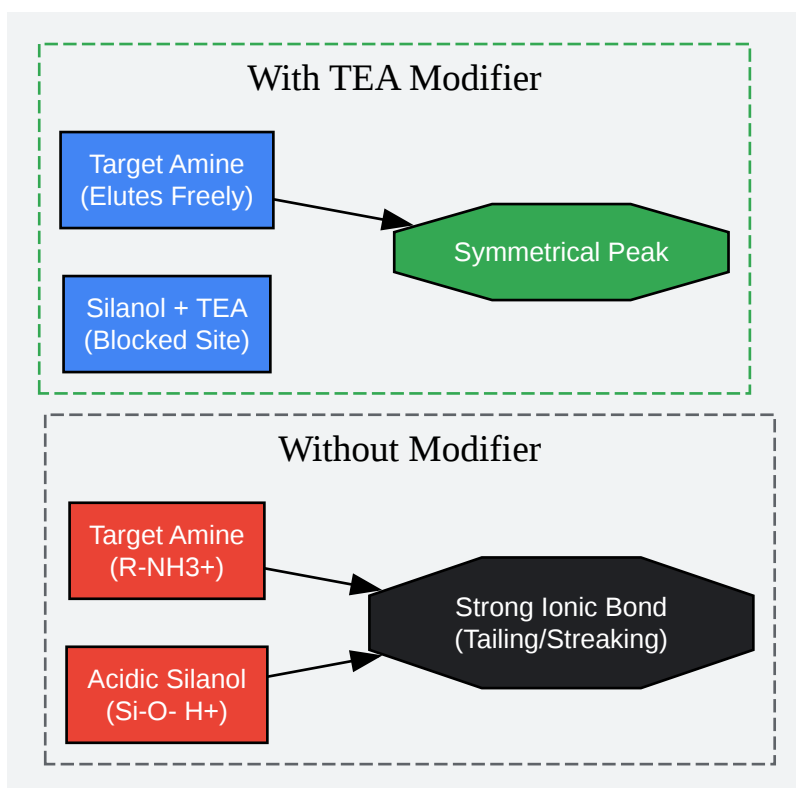 With TEA Modifier
Target Amine
(Elutes Freely)
Symmetrical Peak
Silanol + TEA
(Blocked Site)
Without Modifier
Target Amine
(R-NH3+)
Strong Ionic Bond
(Tailing/Streaking)
Acidic Silanol
(Si-O- H+)